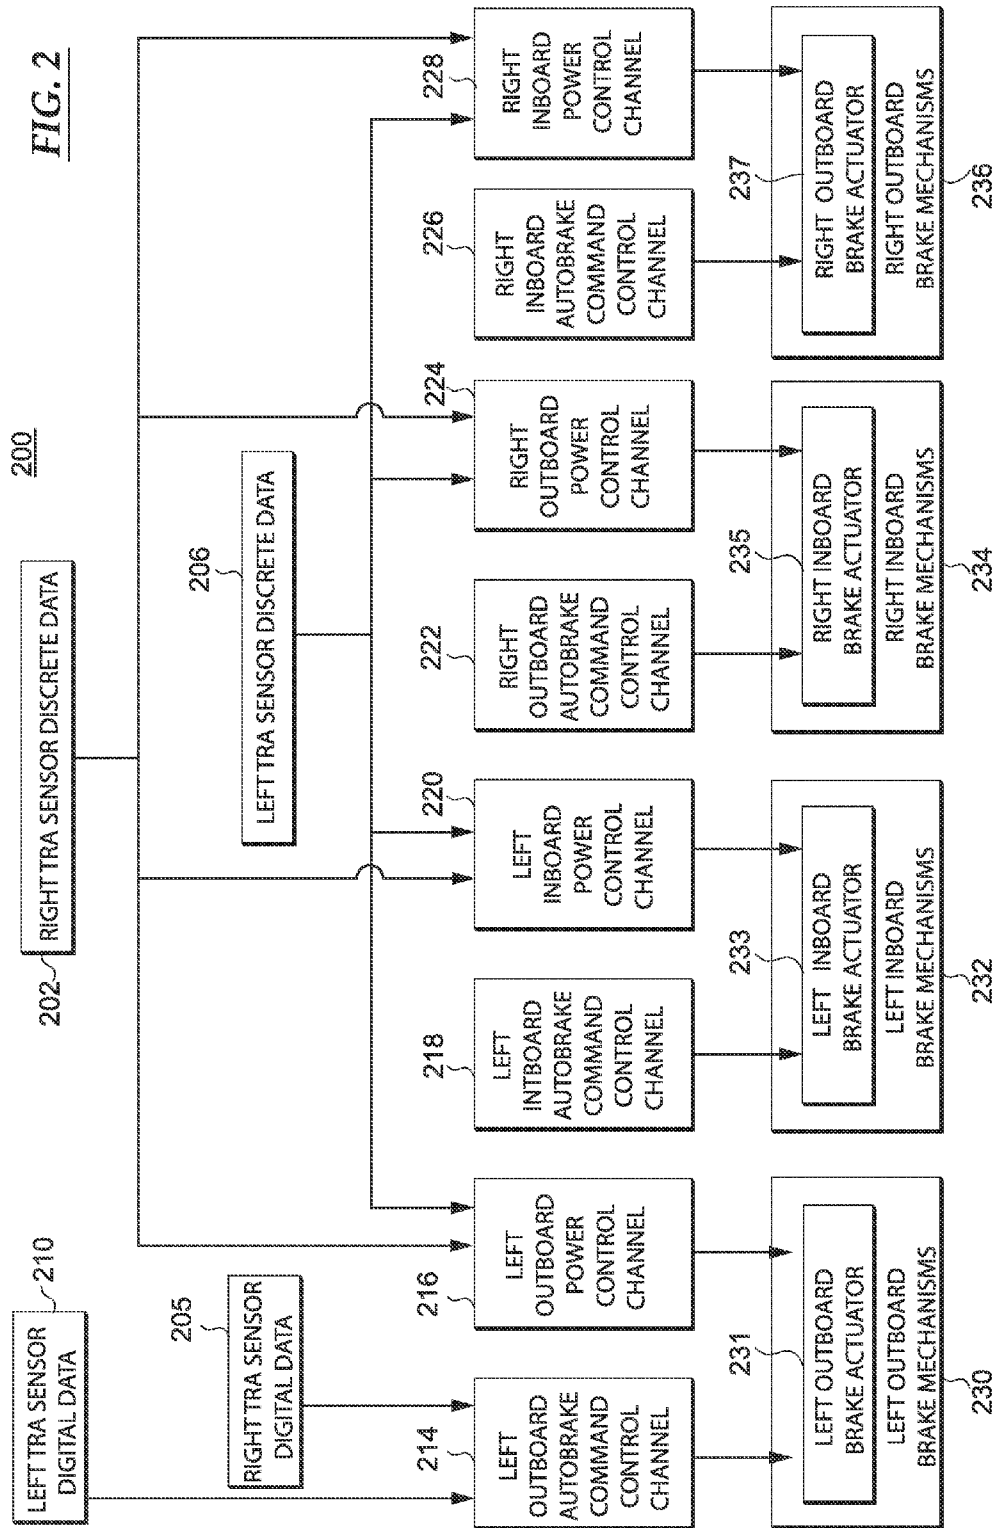 FIG. 2
200
LEFT TRA SENSOR
DIGITAL DATA
210
RIGHT TRA SENSOR DISCRETE DATA
202
RIGHT TRA SENSOR
DIGITAL DATA
205
LEFT TRA SENSOR DISCRETE DATA
206
LEFT
OUTBOARD
AUTOBRAKE
COMMAND
CONTROL
CHANNEL
214
LEFT
OUTBOARD
POWER
CONTROL
CHANNEL
216
LEFT
INTBOARD
AUTOBRAKE
COMMAND
CONTROL
CHANNEL
218
LEFT
INBOARD
POWER
CONTROL
CHANNEL
220
RIGHT
OUTBOARD
AUTOBRAKE
COMMAND
CONTROL
CHANNEL
222
RIGHT
OUTBOARD
POWER
CONTROL
CHANNEL
224
RIGHT
INBOARD
AUTOBRAKE
COMMAND
CONTROL
CHANNEL
226
RIGHT
INBOARD
POWER
CONTROL
CHANNEL
228
231
LEFT OUTBOARD
BRAKE ACTUATOR
LEFT OUTBOARD
BRAKE MECHANISMS
230
233
LEFT INBOARD
BRAKE ACTUATOR
LEFT INBOARD
BRAKE MECHANISMS
232
235
RIGHT INBOARD
BRAKE ACTUATOR
RIGHT INBOARD
BRAKE MECHANISMS
234
237
RIGHT OUTBOARD
BRAKE ACTUATOR
RIGHT OUTBOARD
BRAKE MECHANISMS
236